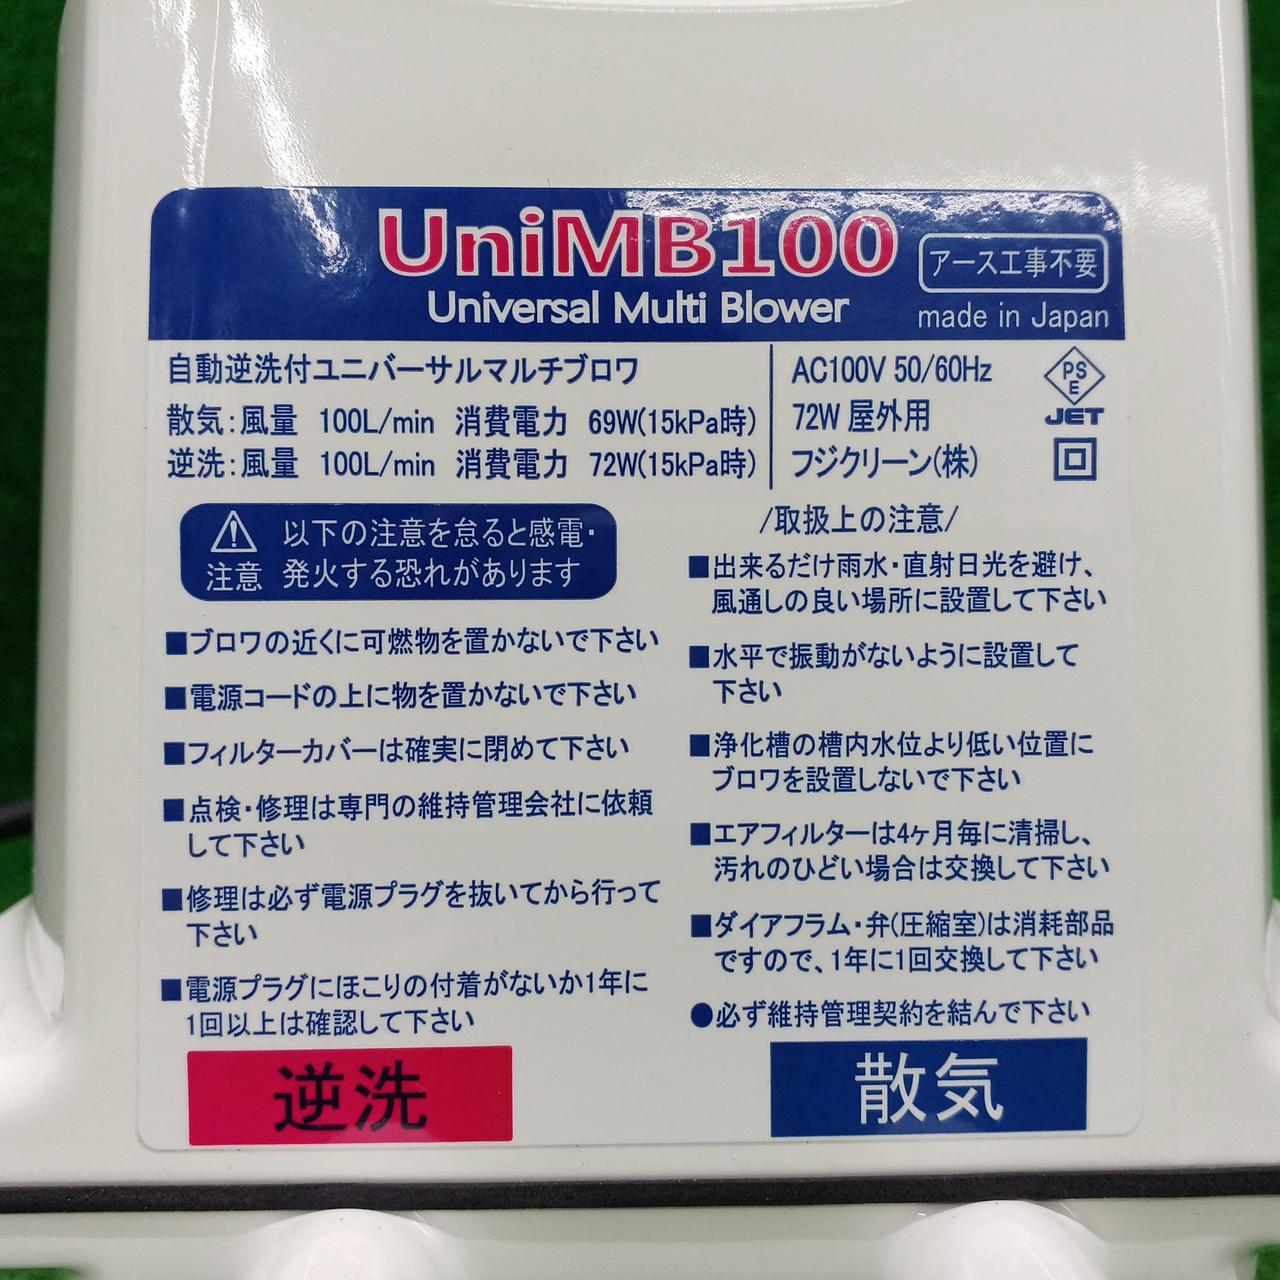 UniMB100
Universal Multi Blower
アース工事不要
made in Japan
自動逆洗付ユニバーサルマルチブロワ
散気:風量 100L/min 消費電力 69W(15kPa時)
逆洗:風量 100L/min 消費電力 72W(15kPa時)
AC100V 50/60Hz
72W 屋外用
フジクリーン(株)
PS
E
JET
注意
以下の注意を怠ると感電・
発火する恐れがあります
■ブロワの近くに可燃物を置かないで下さい
■電源コードの上に物を置かないで下さい
■フィルターカバーは確実に閉めて下さい
■点検・修理は専門の維持管理会社に依頼
して下さい
■修理は必ず電源プラグを抜いてから行って
下さい
■電源プラグにほこりの付着がないか1年に
1回以上は確認して下さい
/取扱上の注意/
■出来るだけ雨水・直射日光を避け、
風通しの良い場所に設置して下さい
■水平で振動がないように設置して
下さい
■浄化槽の槽内水位より低い位置に
ブロワを設置しないで下さい
■エアフィルターは4ヶ月毎に清掃し、
汚れのひどい場合は交換して下さい
■ダイアフラム・弁(圧縮室)は消耗部品
ですので、1年に1回交換して下さい
●必ず維持管理契約を結んで下さい
逆洗
散気